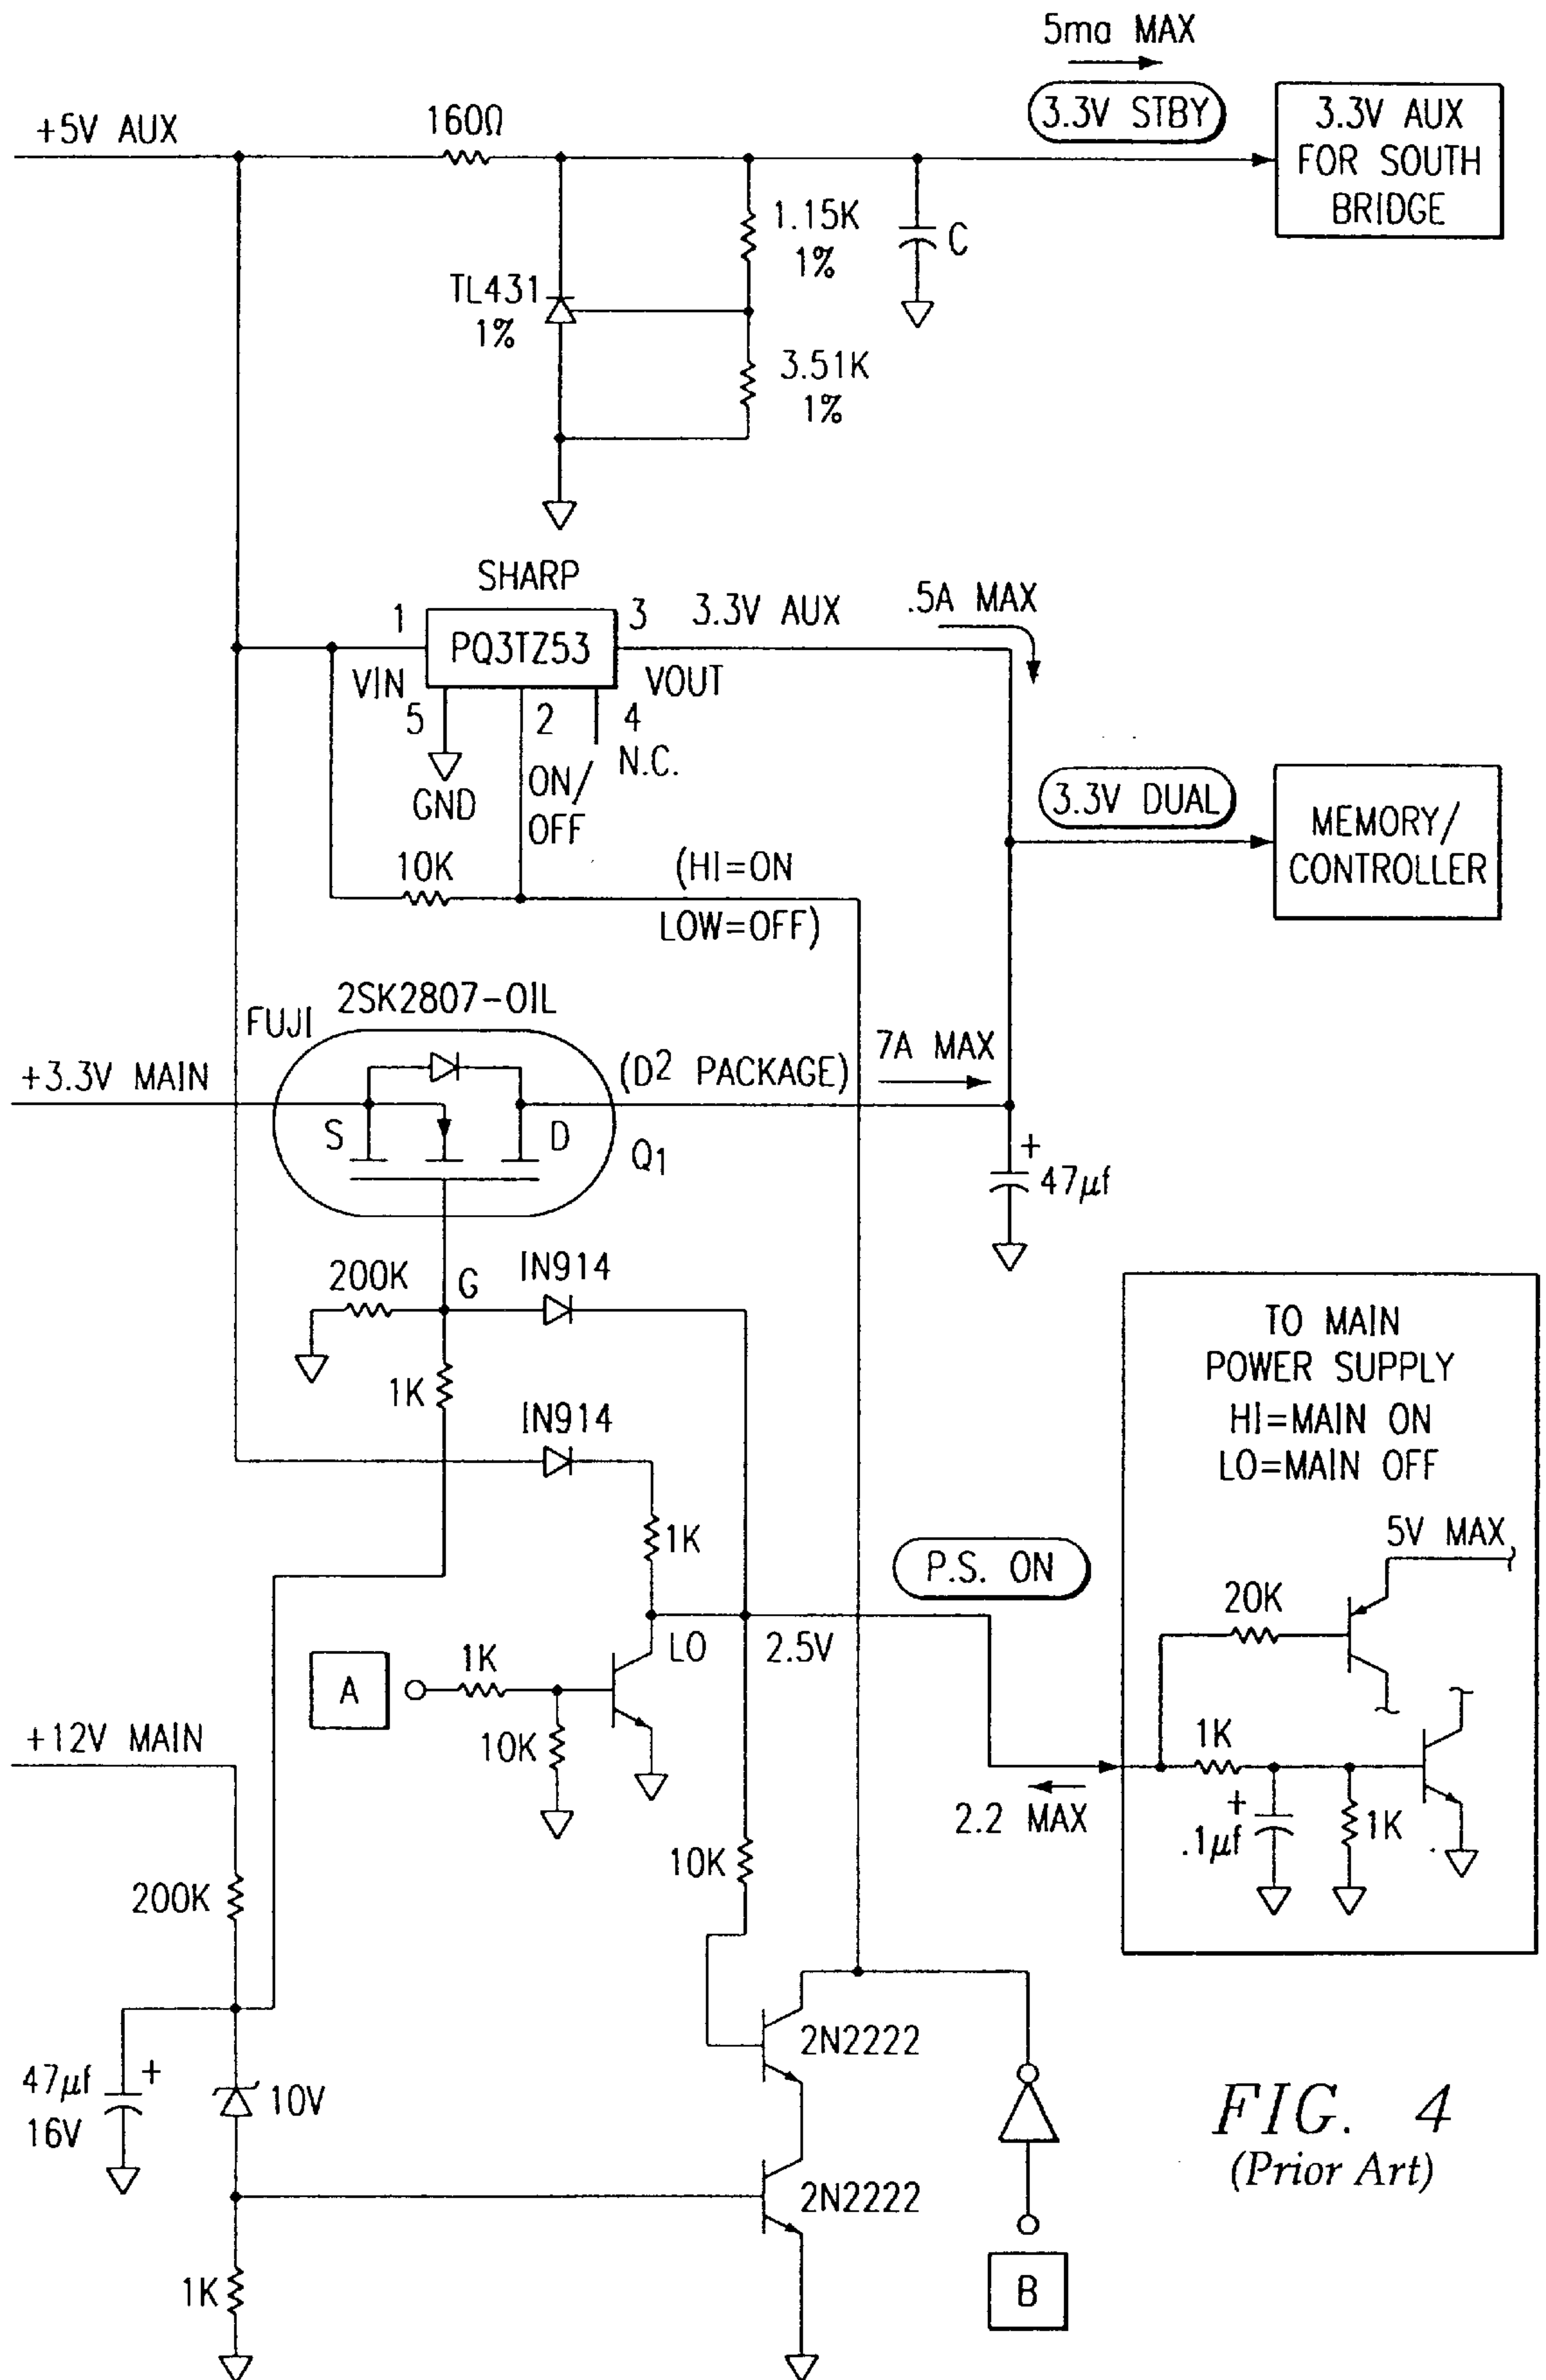 5ma MAX
+5V AUX
160Ω
3.3V STBY
3.3V AUX
FOR SOUTH
BRIDGE
1.15K
1%
C
TL431
1%
3.51K
1%
SHARP
1
PQ3TZ53
3
3.3V AUX
.5A MAX
VIN
VOUT
5
2
4
N.C.
GND
ON/
OFF
3.3V DUAL
MEMORY/
CONTROLLER
10K
(HI=ON
LOW=OFF)
2SK2807-OIL
FUJI
+3.3V MAIN
(D2 PACKAGE)
7A MAX
S
D
Q1
+
47µf
200K
G
IN914
1K
IN914
TO MAIN
POWER SUPPLY
HI=MAIN ON
LO=MAIN OFF
1K
5V MAX
P.S. ON
20K
LO
2.5V
A
1K
10K
+12V MAIN
1K
2.2 MAX
+
.1µf
1K
10K
200K
47µf
16V
+
10V
2N2222
2N2222
1K
B
FIG. 4
(Prior Art)